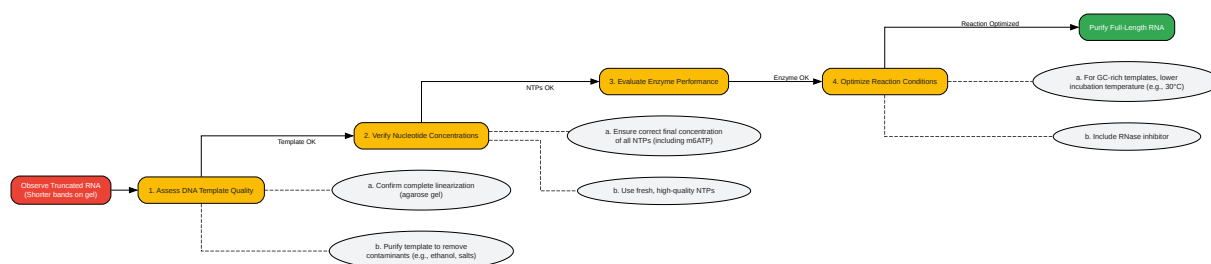 Observe Truncated RNA
(Shorter bands on gel)
1. Assess DNA Template Quality
a. Confirm complete linearization
(agarose gel)
b. Purify template to remove
contaminants (e.g., ethanol, salts)
Template OK
2. Verify Nucleotide Concentrations
a. Ensure correct final concentration
of all NTPs (including m6ATP)
b. Use fresh, high-quality NTPs
NTPs OK
3. Evaluate Enzyme Performance
Enzyme OK
4. Optimize Reaction Conditions
a. For GC-rich templates, lower
incubation temperature (e.g., 30°C)
b. Include RNase inhibitor
Reaction Optimized
Purify Full-Length RNA